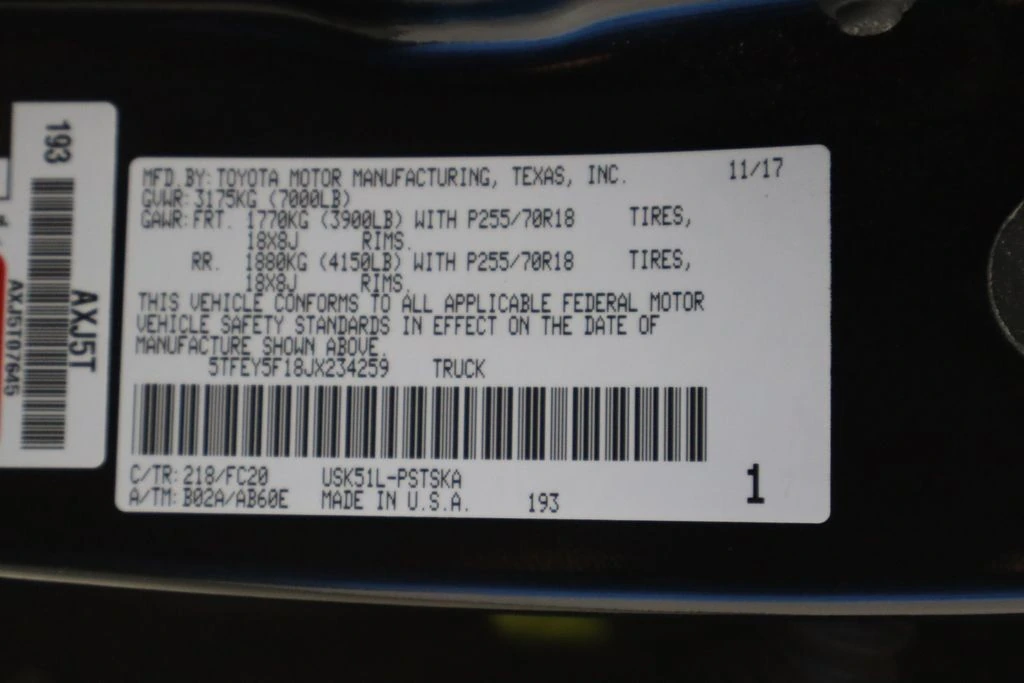 193
AXJ5T
AXJ5T07645
MFD.BY: TOYOTA MOTOR MANUFACTURING, TEXAS, INC. 11/17
GVWR: 3175KG (7000LB)
GAWR: FRT. 1770KG (3900LB) WITH P255/70R18 TIRES,
18X8J RIMS.
RR. 1880KG (4150LB) WITH P255/70R18 TIRES,
18X8J RIMS.
THIS VEHICLE CONFORMS TO ALL APPLICABLE FEDERAL MOTOR
VEHICLE SAFETY STANDARDS IN EFFECT ON THE DATE OF
MANUFACTURE SHOWN ABOVE.
5TFEY5F18JX234259 TRUCK
C/TR: 218/FC20 USK51L-PSTSKA
A/TM: B02A/AB60E MADE IN U.S.A. 193
1